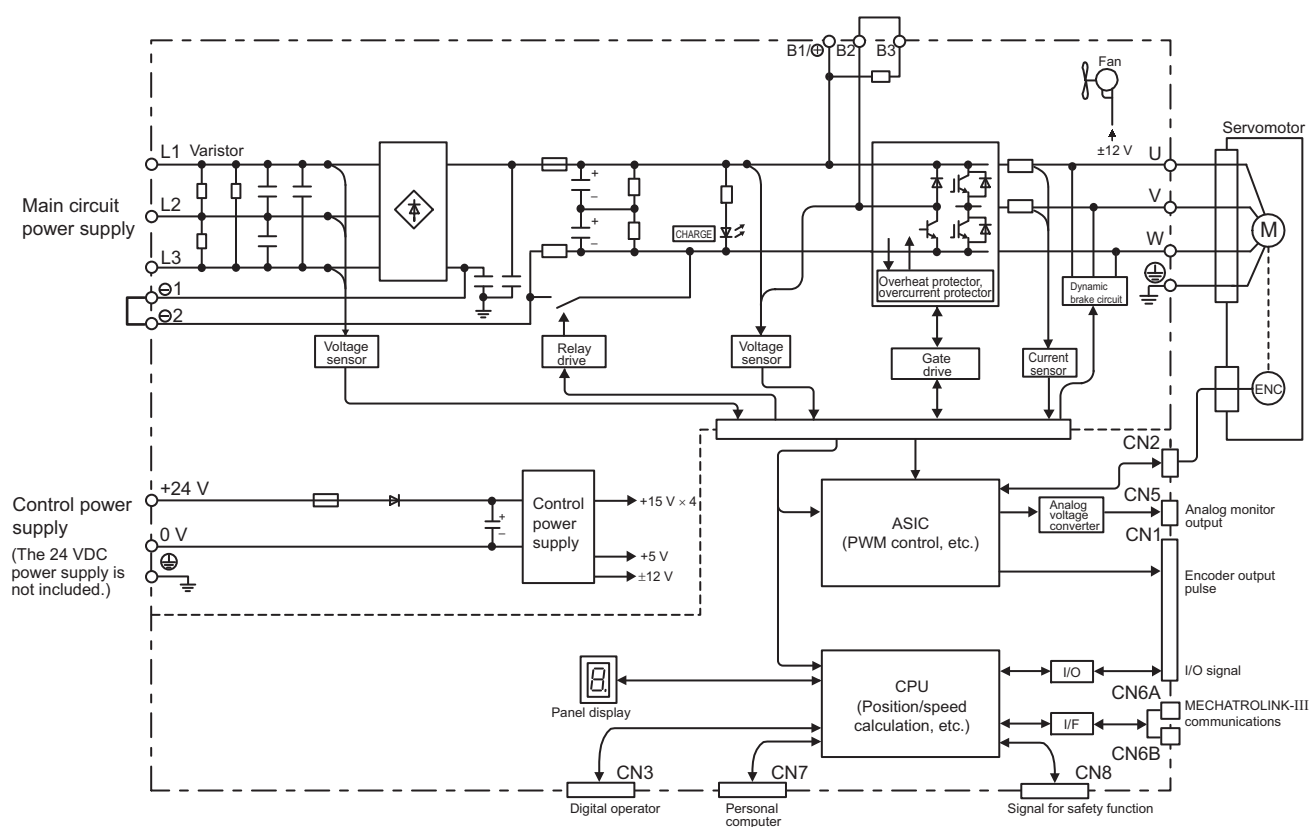 B1/⊕
B2
B3
Fan
±12 V
Servomotor
L1
Varistor
U
Main circuit
power supply
L2
V
M
+
–
+
–
CHARGE
W
L3
Overheat protector,
overcurrent protector
Dynamic
brake circuit
⊖1
⊖2
Voltage
sensor
Relay
drive
Voltage
sensor
Gate
drive
Current
sensor
ENC
CN2
Control power
supply
(The 24 VDC
power supply is
not included.)
+24 V
0 V
+
–
Control
power
supply
+15 V × 4
+5 V
±12 V
ASIC
(PWM control, etc.)
Analog
voltage
converter
CN5
Analog monitor
output
CN1
Encoder output
pulse
CPU
(Position/speed
calculation, etc.)
I/O
I/O signal
8.
Panel display
I/F
CN6A
MECHATROLINK-III
communications
CN6B
CN3
Digital operator
CN7
Personal
computer
CN8
Signal for safety function